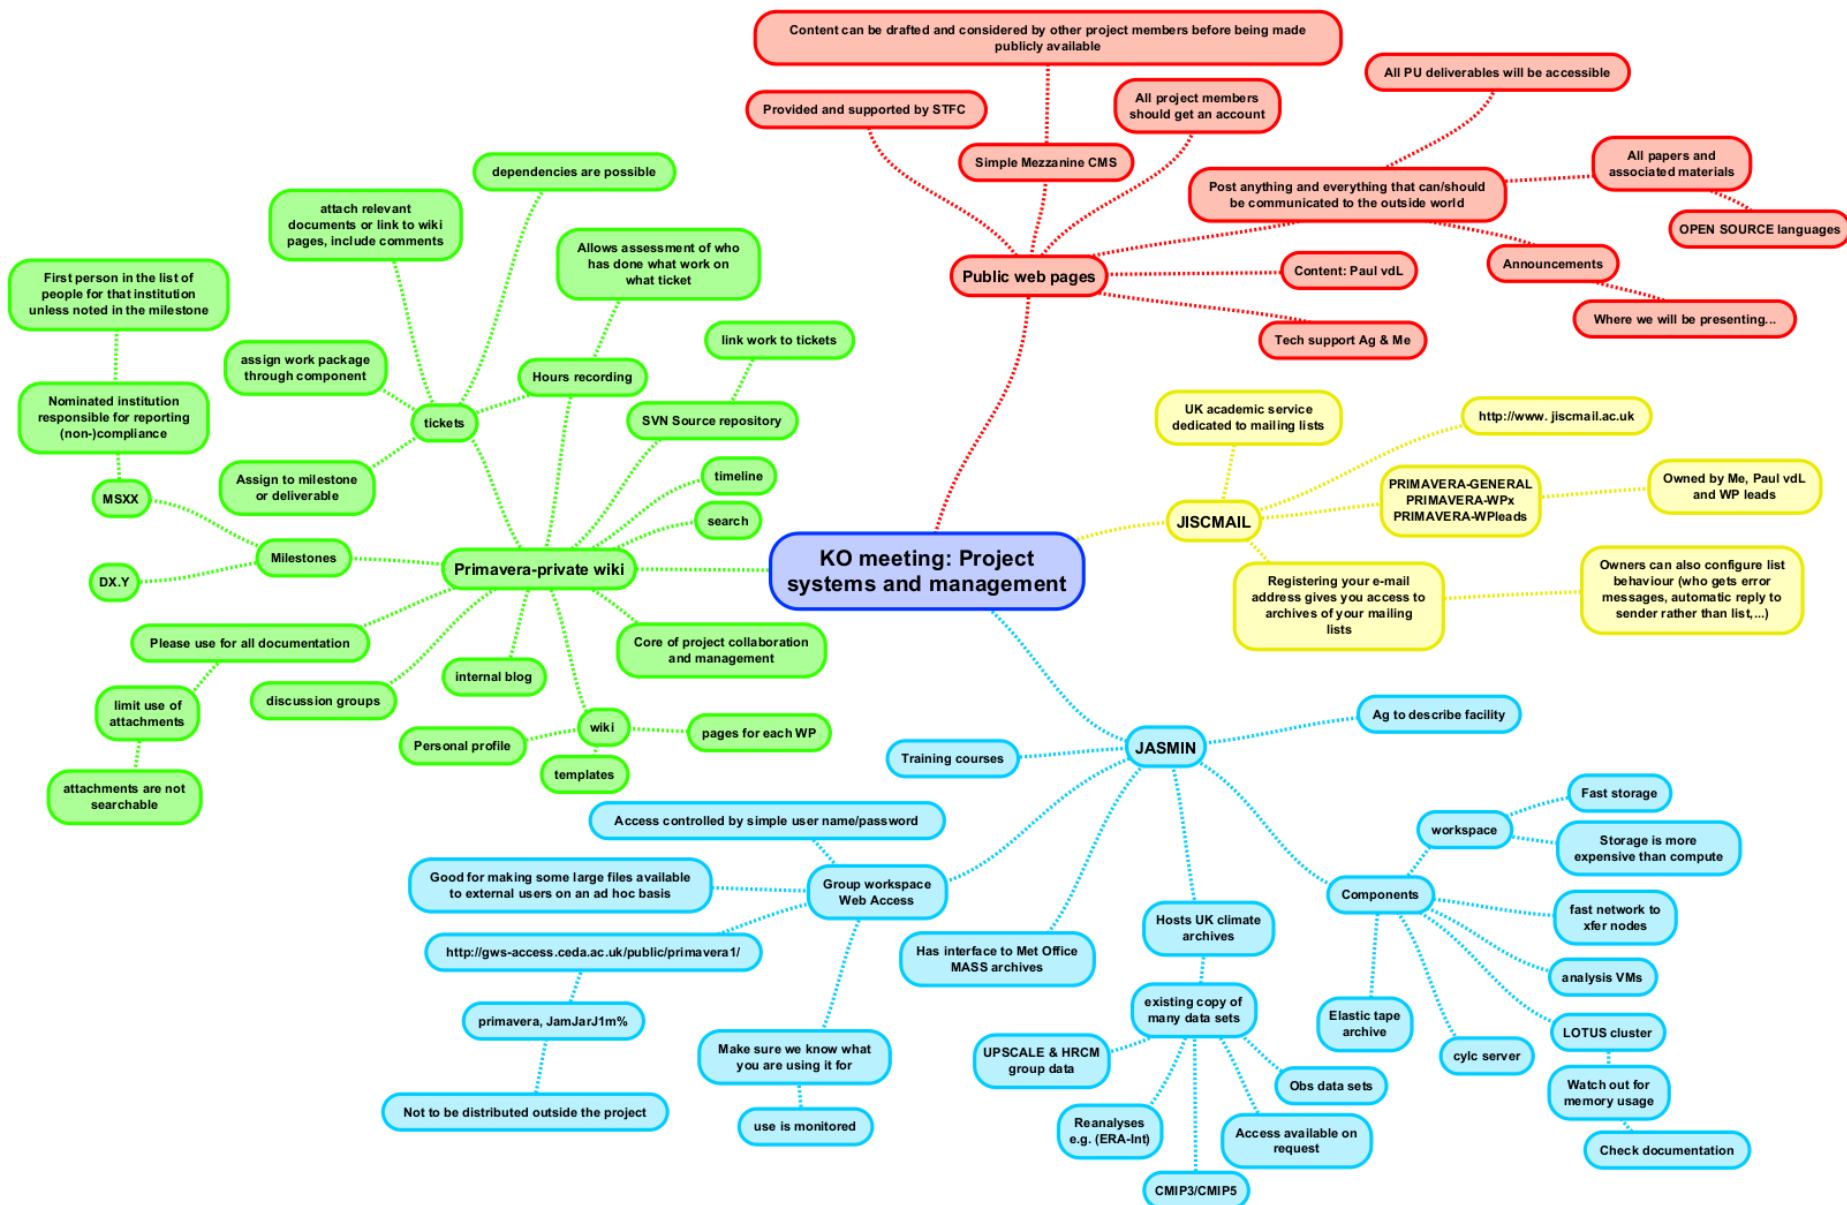 KO meeting: Project
systems and management
Public web pages
Provided and supported by STFC
Simple Mezzanine CMS
Content can be drafted and considered by other project members before being made
publicly available
All project members
should get an account
Post anything and everything that can/should
be communicated to the outside world
All PU deliverables will be accessible
All papers and
associated materials
OPEN SOURCE languages
Announcements
Where we will be presenting...
Content: Paul vdL
Tech support Ag & Me
JISCMAIL
UK academic service
dedicated to mailing lists
http://www. jiscmail.ac.uk
PRIMAVERA-GENERAL
PRIMAVERA-WPx
PRIMAVERA-WPleads
Owned by Me, Paul vdL
and WP leads
Registering your e-mail
address gives you access to
archives of your mailing
lists
Owners can also configure list
behaviour (who gets error
messages, automatic reply to
sender rather than list,...)
JASMIN
Ag to describe facility
Training courses
Components
workspace
Fast storage
Storage is more
expensive than compute
fast network to
xfer nodes
analysis VMs
LOTUS cluster
Watch out for
memory usage
Check documentation
cylc server
Elastic tape
archive
Hosts UK climate
archives
existing copy of
many data sets
UPSCALE & HRCM
group data
Reanalyses
e.g. (ERA-Int)
CMIP3/CMIP5
Access available on
request
Obs data sets
Has interface to Met Office
MASS archives
Group workspace
Web Access
Access controlled by simple user name/password
Good for making some large files available
to external users on an ad hoc basis
http://gws-access.ceda.ac.uk/public/primavera1/
primavera, JamJarJ1m%
Not to be distributed outside the project
Make sure we know what
you are using it for
use is monitored
Primavera-private wiki
Core of project collaboration
and management
wiki
pages for each WP
templates
Personal profile
internal blog
discussion groups
Please use for all documentation
limit use of
attachments
attachments are not
searchable
Milestones
MSXX
Nominated institution
responsible for reporting
(non-)compliance
First person in the list of
people for that institution
unless noted in the milestone
DX.Y
tickets
Assign to milestone
or deliverable
assign work package
through component
attach relevant
documents or link to wiki
pages, include comments
dependencies are possible
Hours recording
Allows assessment of who
has done what work on
what ticket
SVN Source repository
link work to tickets
timeline
search